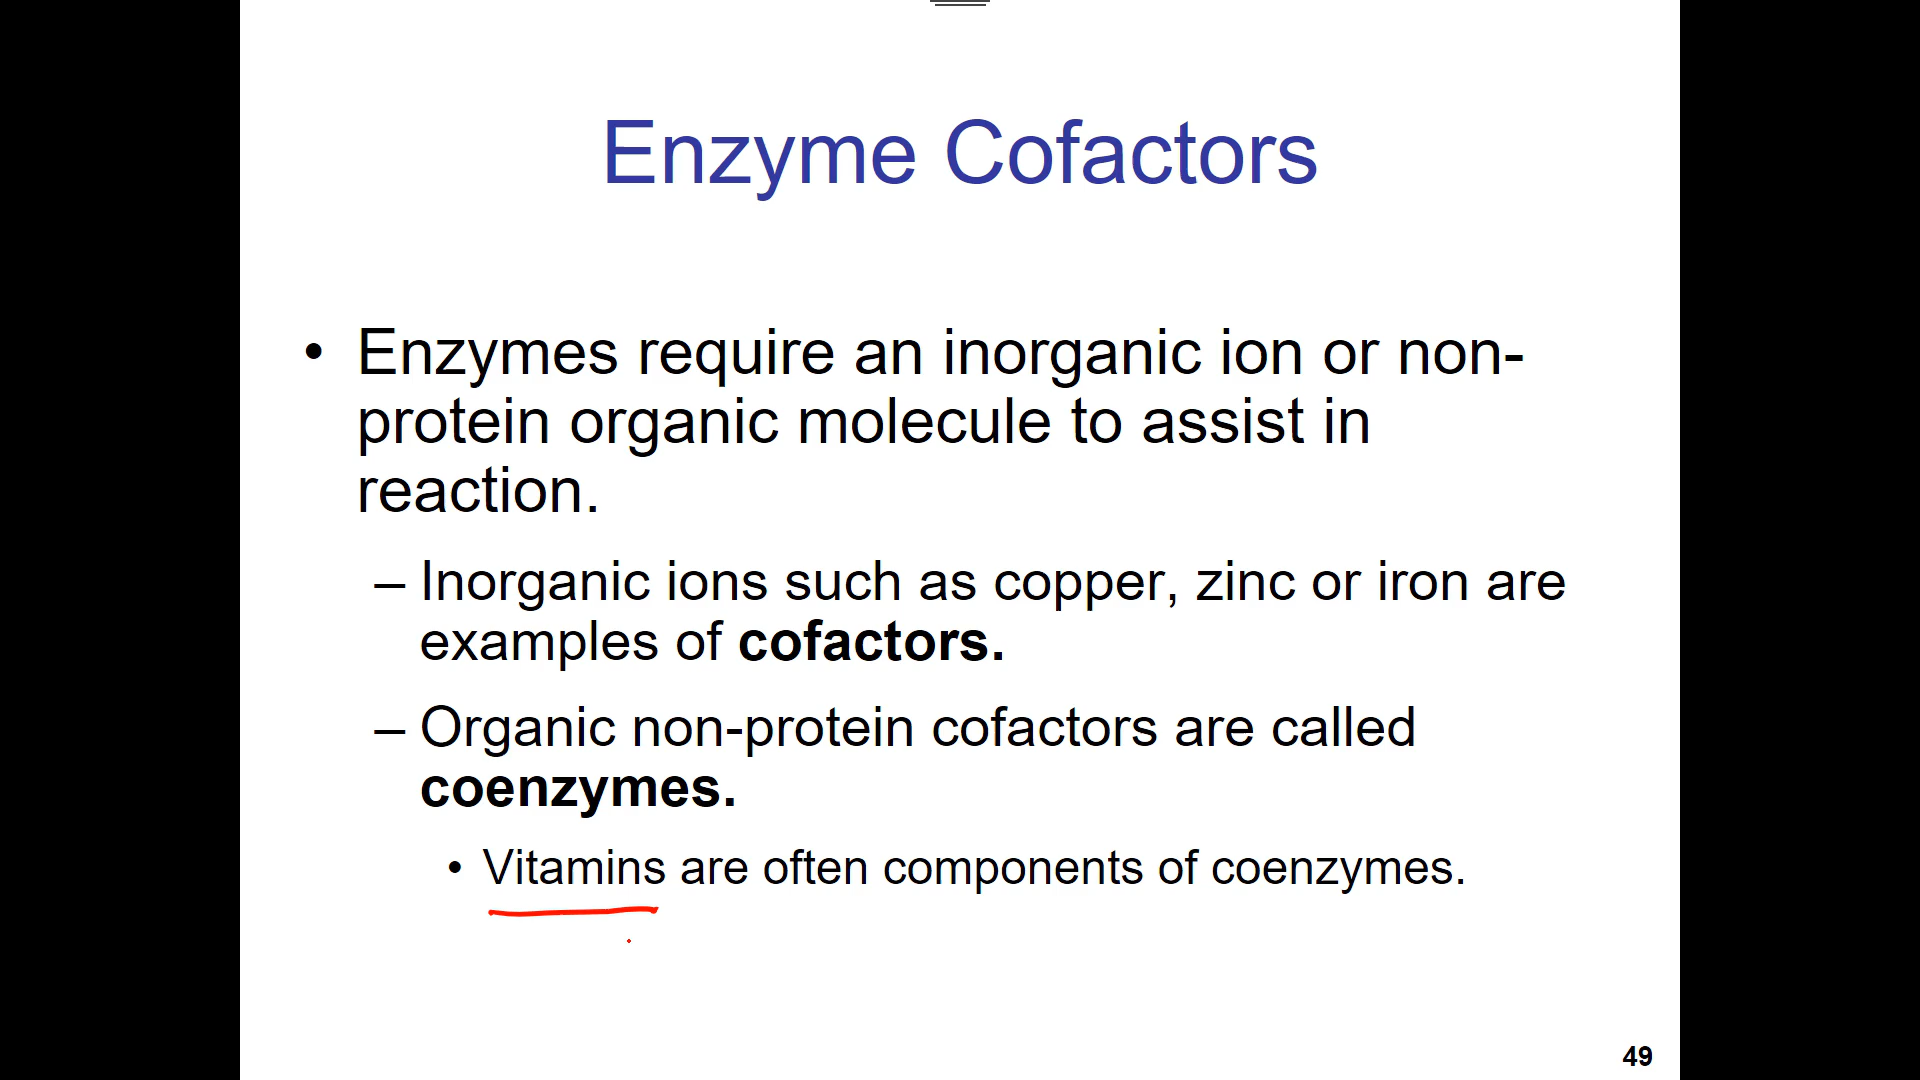 Enzyme Cofactors
• Enzymes require an inorganic ion or non-
protein organic molecule to assist in
reaction.
– Inorganic ions such as copper, zinc or iron are
examples of cofactors.
– Organic non-protein cofactors are called
coenzymes.
• Vitamins are often components of coenzymes.
49